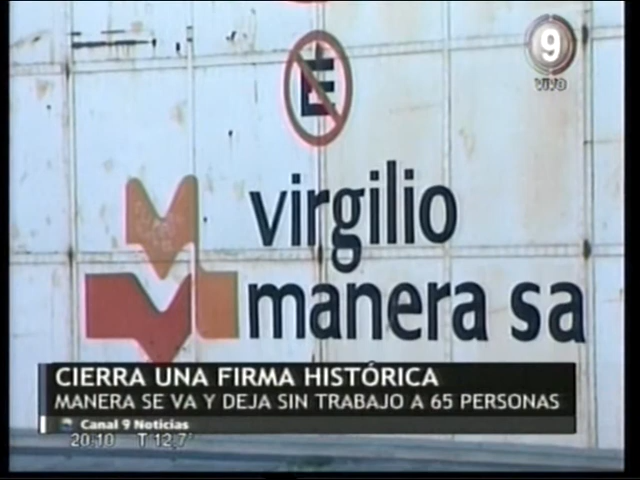 9
VIVO
E
virgilio
manera sa
CIERRA UNA FIRMA HISTÓRICA
MANERA SE VA Y DEJA SIN TRABAJO A 65 PERSONAS
Canal 9 Noticias
20:10 T 12,7°